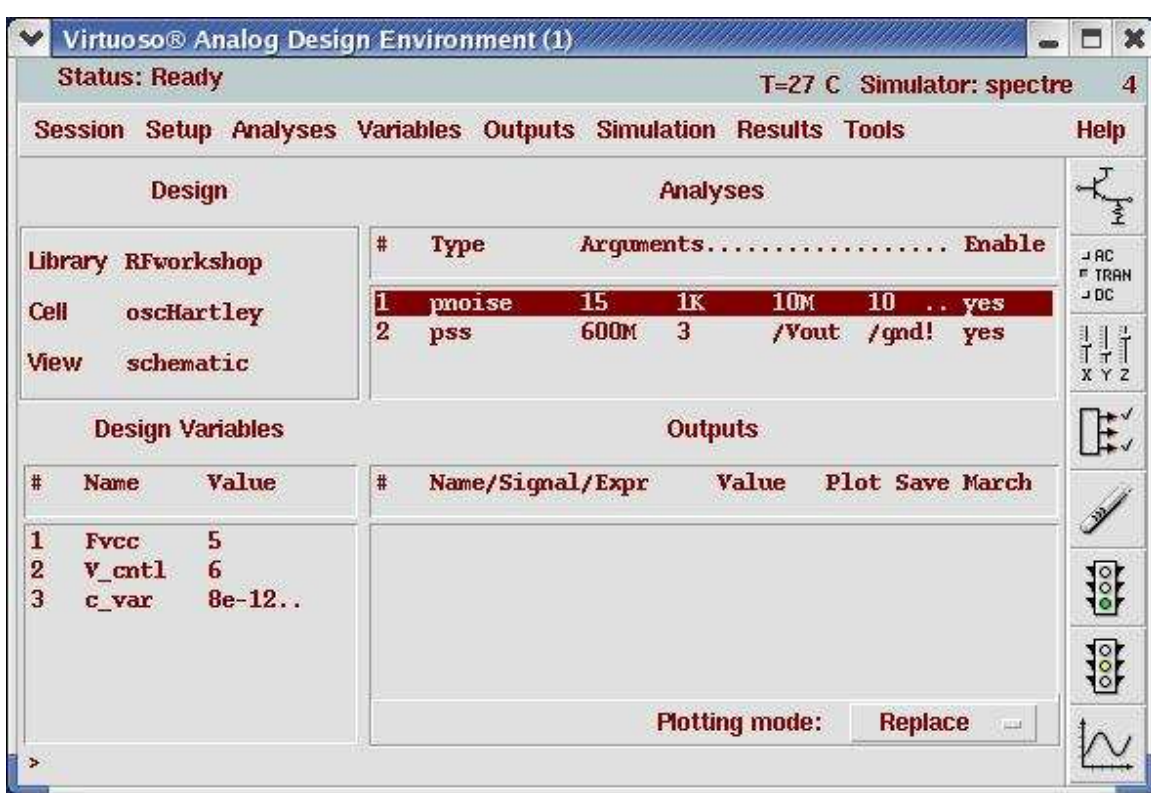 Virtuoso® Analog Design Environment (1)
Status: Ready T=27 C Simulator: spectre 4
Session Setup Analyses Variables Outputs Simulation Results Tools Help
Design
Library RFworkshop
Cell oscHartley
View schematic
Analyses
# Type Arguments................... Enable
1 pnoise 15 1K 10M 10 .. yes
2 pss 600M 3 /Vout /gnd! yes
Design Variables
# Name Value
1 Fvcc 5
2 V_cntl 6
3 c_var 8e-12..
Outputs
# Name/Signal/Expr Value Plot Save March
Plotting mode: Replace
>
AC
TRAN
DC
X Y Z